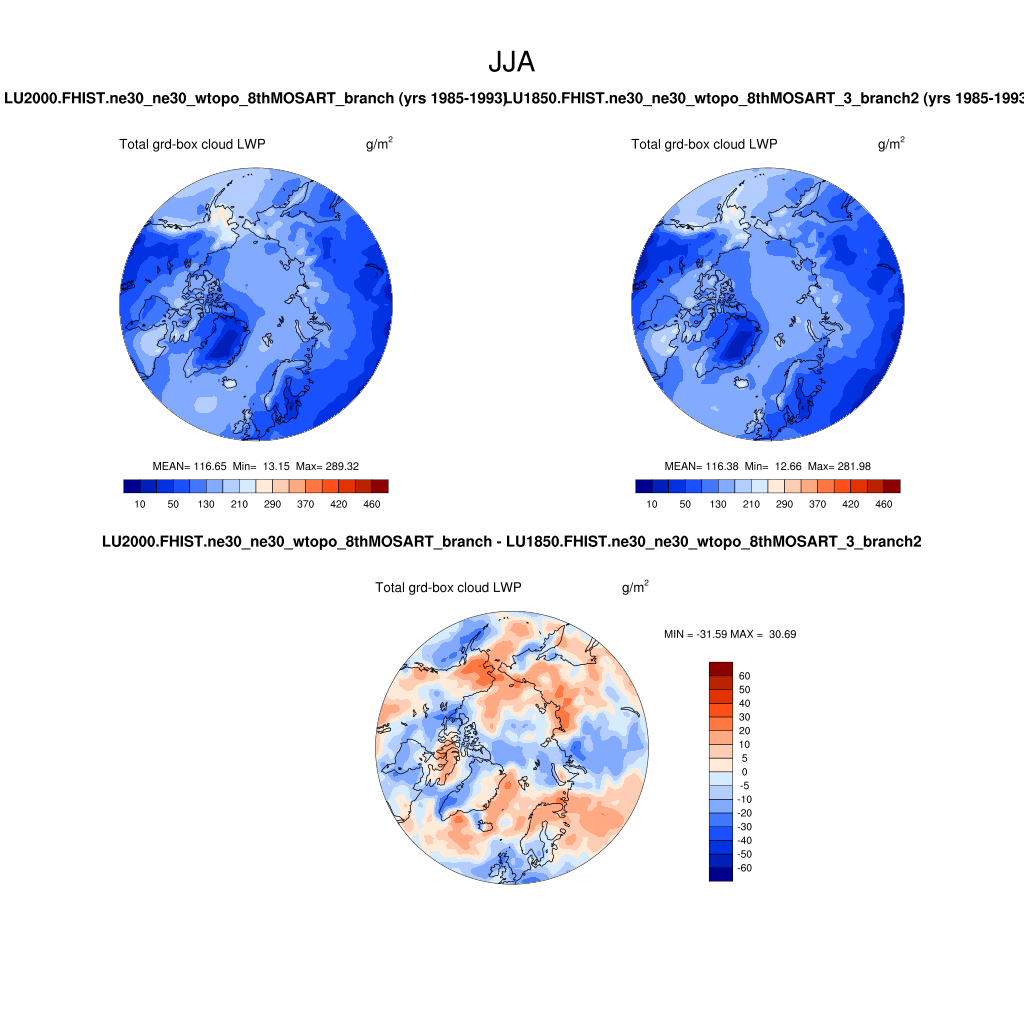 JJA
LU2000.FHIST.ne30_ne30_wtopo_8thMOSART_branch (yrs 1985-1993)
LU1850.FHIST.ne30_ne30_wtopo_8thMOSART_3_branch2 (yrs 1985-1993
Total grd-box cloud LWP g/m2
Total grd-box cloud LWP g/m2
MEAN= 116.65 Min= 13.15 Max= 289.32
MEAN= 116.38 Min= 12.66 Max= 281.98
10 50 130 210 290 370 420 460
10 50 130 210 290 370 420 460
LU2000.FHIST.ne30_ne30_wtopo_8thMOSART_branch - LU1850.FHIST.ne30_ne30_wtopo_8thMOSART_3_branch2
Total grd-box cloud LWP g/m2
MIN = -31.59 MAX = 30.69
60
50
40
30
20
10
5
0
-5
-10
-20
-30
-40
-50
-60